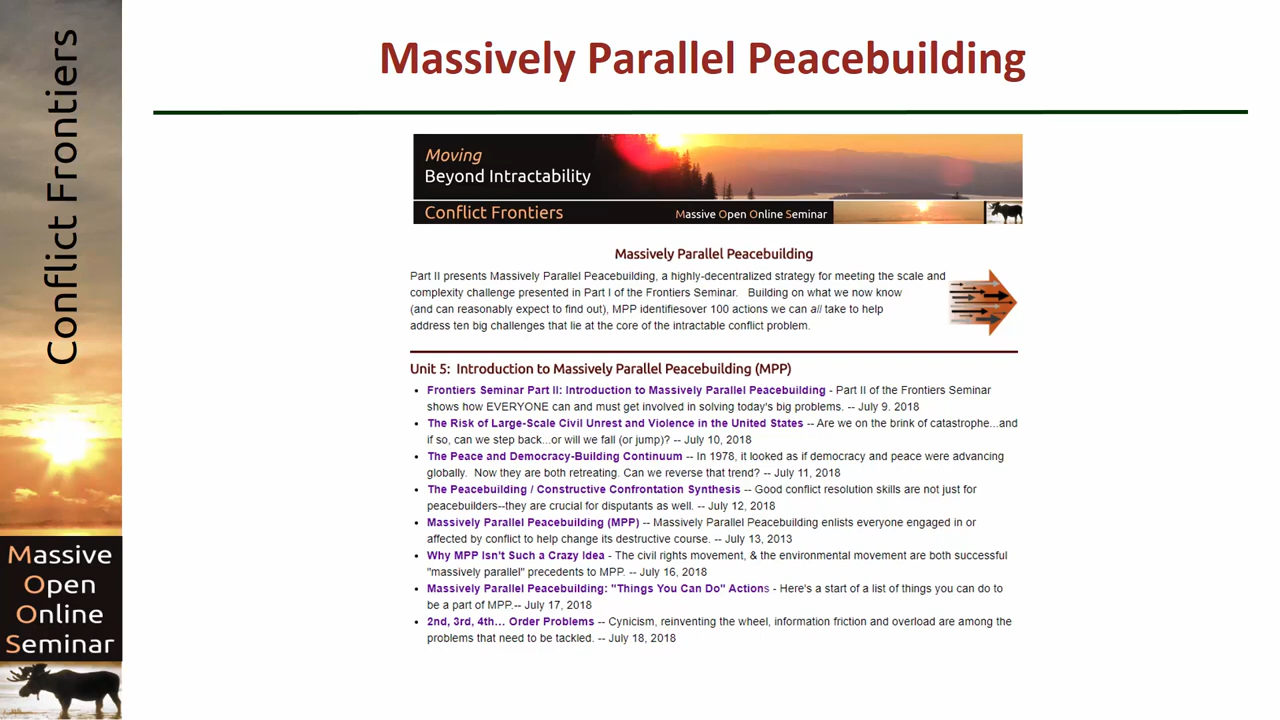 Conflict Frontiers
Massive
Open
Online
Seminar
Massively Parallel Peacebuilding
Moving
Beyond Intractability
Conflict Frontiers
Massive Open Online Seminar
Massively Parallel Peacebuilding
Part II presents Massively Parallel Peacebuilding, a highly-decentralized strategy for meeting the scale and
complexity challenge presented in Part I of the Frontiers Seminar. Building on what we now know
(and can reasonably expect to find out), MPP identifiesover 100 actions we can all take to help
address ten big challenges that lie at the core of the intractable conflict problem.
Unit 5: Introduction to Massively Parallel Peacebuilding (MPP)
• Frontiers Seminar Part II: Introduction to Massively Parallel Peacebuilding - Part II of the Frontiers Seminar
shows how EVERYONE can and must get involved in solving today's big problems. -- July 9. 2018
• The Risk of Large-Scale Civil Unrest and Violence in the United States -- Are we on the brink of catastrophe...and
if so, can we step back...or will we fall (or jump)? -- July 10, 2018
• The Peace and Democracy-Building Continuum -- In 1978, it looked as if democracy and peace were advancing
globally. Now they are both retreating. Can we reverse that trend? -- July 11, 2018
• The Peacebuilding / Constructive Confrontation Synthesis -- Good conflict resolution skills are not just for
peacebuilders--they are crucial for disputants as well. -- July 12, 2018
• Massively Parallel Peacebuilding (MPP) -- Massively Parallel Peacebuilding enlists everyone engaged in or
affected by conflict to help change its destructive course. -- July 13, 2013
• Why MPP Isn't Such a Crazy Idea - The civil rights movement, & the environmental movement are both successful
"massively parallel" precedents to MPP. -- July 16, 2018
• Massively Parallel Peacebuilding: "Things You Can Do" Actions - Here's a start of a list of things you can do to
be a part of MPP.-- July 17, 2018
• 2nd, 3rd, 4th... Order Problems -- Cynicism, reinventing the wheel, information friction and overload are among the
problems that need to be tackled. -- July 18, 2018